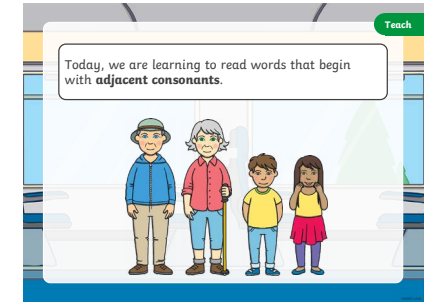 Teach
Today, we are learning to read words that begin
with adjacent consonants.